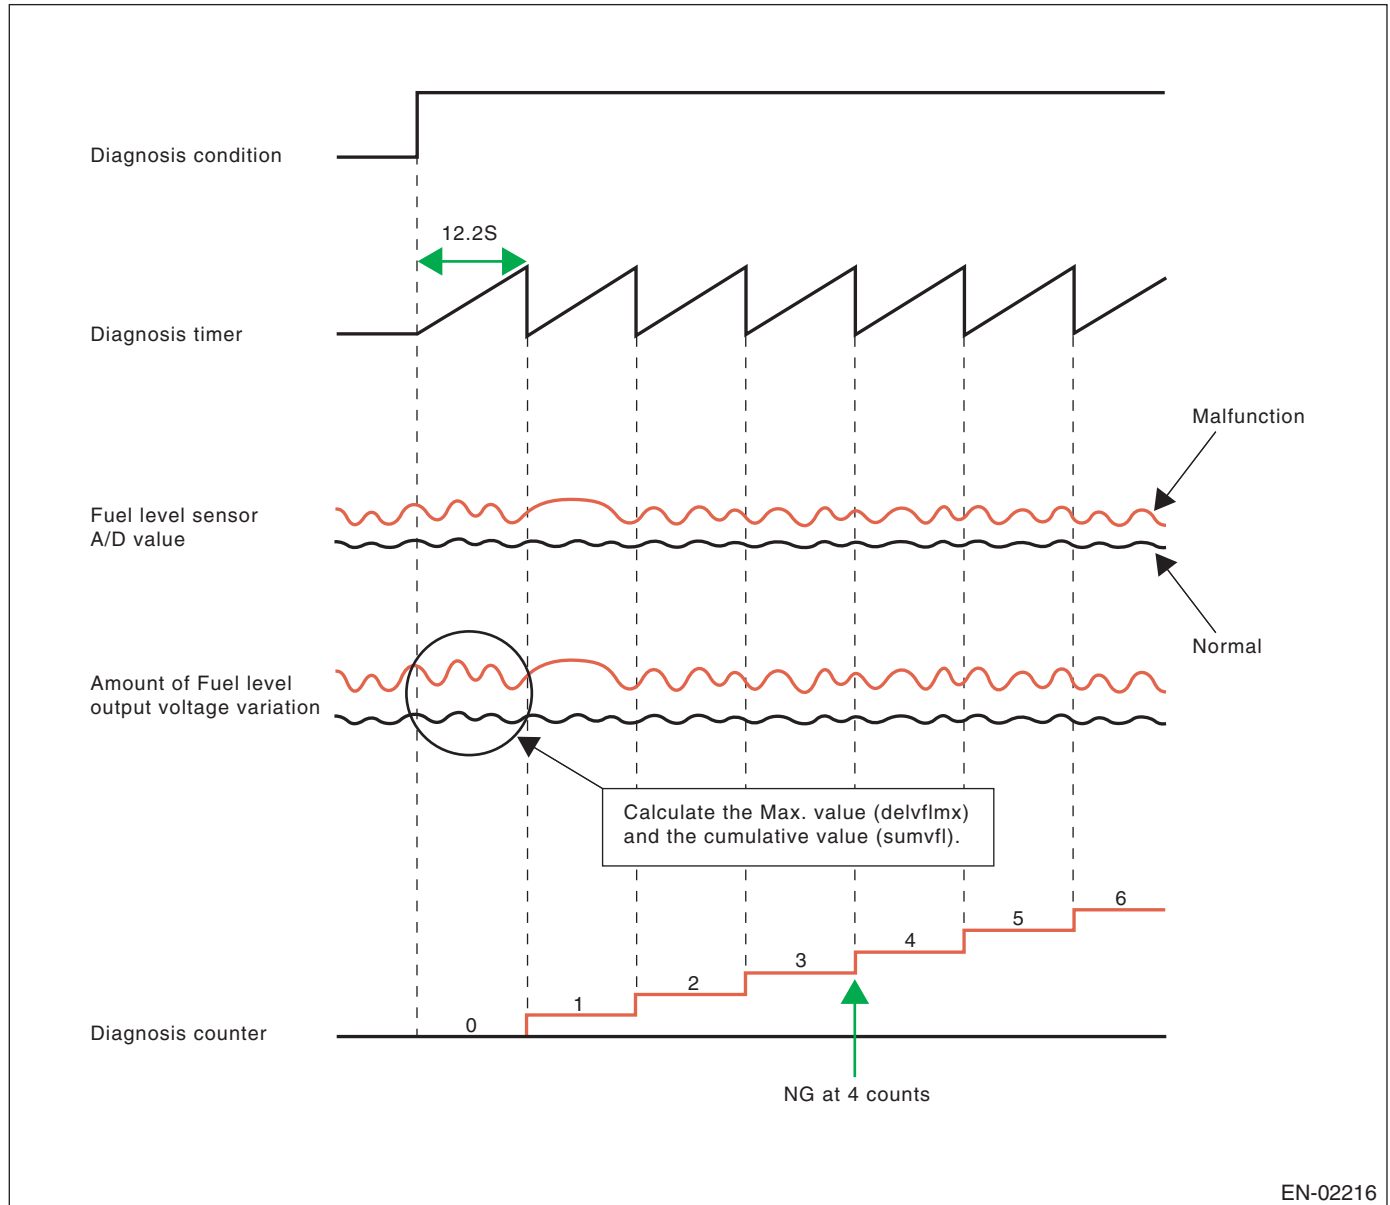 Diagnosis condition
12.2S
Diagnosis timer
Malfunction
Fuel level sensor
A/D value
Normal
Amount of Fuel level
output voltage variation
Calculate the Max. value (delvflmx)
and the cumulative value (sumvfl).
6
5
4
3
2
1
0
Diagnosis counter
NG at 4 counts
EN-02216